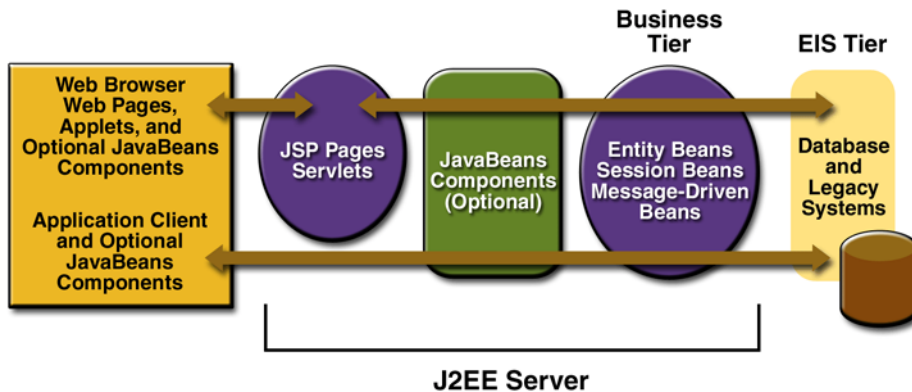 Business
Tier
EIS Tier
Web Browser
Web Pages,
Applets, and
Optional JavaBeans
Components
Application Client
and Optional
JavaBeans
Components
JSP Pages
Servlets
JavaBeans
Components
(Optional)
Entity Beans
Session Beans
Message-Driven
Beans
Database
and
Legacy
Systems
J2EE Server